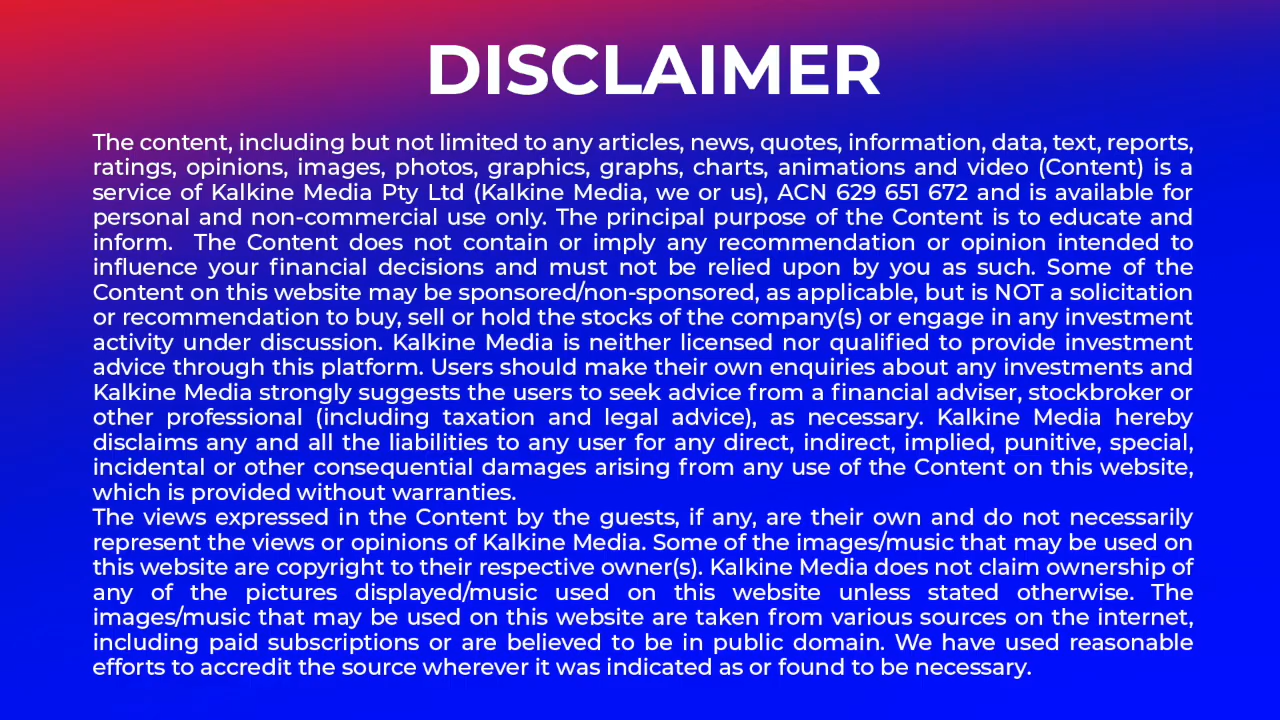 DISCLAIMER
The content, including but not limited to any articles, news, quotes, information, data, text, reports,
ratings, opinions, images, photos, graphics, graphs, charts, animations and video (Content) is a
service of Kalkine Media Pty Ltd (Kalkine Media, we or us), ACN 629 651 672 and is available for
personal and non-commercial use only. The principal purpose of the Content is to educate and
inform.  The Content does not contain or imply any recommendation or opinion intended to
influence your financial decisions and must not be relied upon by you as such. Some of the
Content on this website may be sponsored/non-sponsored, as applicable, but is NOT a solicitation
or recommendation to buy, sell or hold the stocks of the company(s) or engage in any investment
activity under discussion. Kalkine Media is neither licensed nor qualified to provide investment
advice through this platform. Users should make their own enquiries about any investments and
Kalkine Media strongly suggests the users to seek advice from a financial adviser, stockbroker or
other professional (including taxation and legal advice), as necessary. Kalkine Media hereby
disclaims any and all the liabilities to any user for any direct, indirect, implied, punitive, special,
incidental or other consequential damages arising from any use of the Content on this website,
which is provided without warranties.
The views expressed in the Content by the guests, if any, are their own and do not necessarily
represent the views or opinions of Kalkine Media. Some of the images/music that may be used on
this website are copyright to their respective owner(s). Kalkine Media does not claim ownership of
any of the pictures displayed/music used on this website unless stated otherwise. The
images/music that may be used on this website are taken from various sources on the internet,
including paid subscriptions or are believed to be in public domain. We have used reasonable
efforts to accredit the source wherever it was indicated as or found to be necessary.